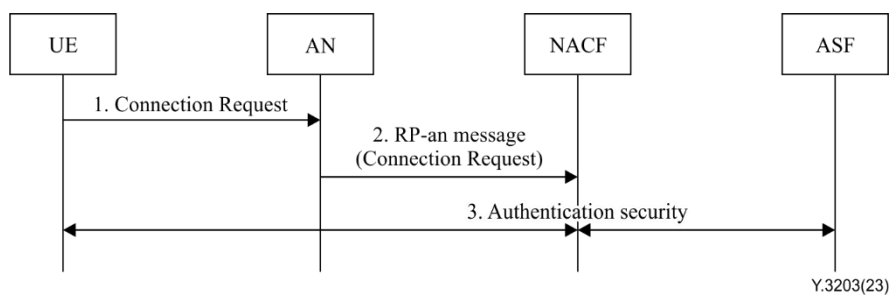 UE
AN
NACF
ASF
1. Connection Request
2. RP-an message
(Connection Request)
3. Authentication security
Y.3203(23)